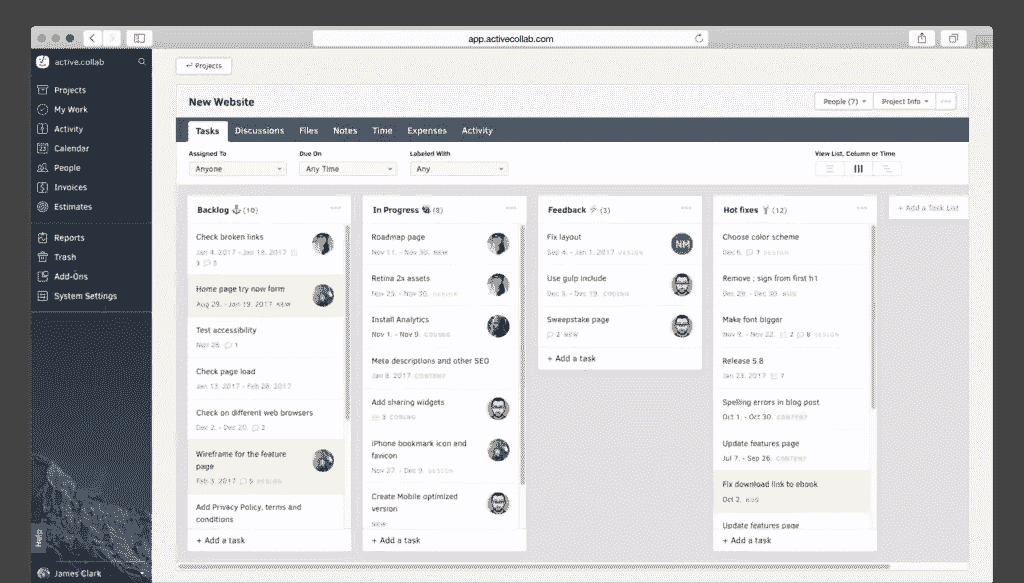 app.activecollab.com
active.collab
Projects
My Work
Activity
Calendar
People
Invoices
Estimates
Reports
Trash
Add-Ons
System Settings
Help
James Clark
Projects
New Website
People (7)
Project Info
Tasks Discussions Files Notes Time Expenses Activity
Assigned To
Anyone
Due On
Any Time
Labeled With
Any
View List, Column or Time
Backlog (10)
Check broken links
Jan 4. 2017 - Jan 18. 2017
3
Home page try now form
Aug 29. - Jan 19. 2017 NEW
Test accessibility
Nov 28. 1
Check page load
Jan 13. 2017 - Feb 28. 2017
Check on different web browsers
Dec 2. - Dec 20. 2
Wireframe for the feature
page
Feb 3. 2017 5 DESIGN
Add Privacy Policy, terms and
conditions
+ Add a task
In Progress (8)
Roadmap page
Nov 11. - Nov 30. NEW
Retina 2x assets
Nov 25. - Nov 30. DESIGN
Install Analytics
Nov 1. - Nov 9. CODING
Meta descriptions and other SEO
Jan 8. 2017 CONTENT
Add sharing widgets
3 CODING
iPhone bookmark icon and
favicon
Nov 27. - Dec 9. DESIGN
Create Mobile optimized
version
NEW
+ Add a task
Feedback (3)
Fix layout
Sep 4. - Jan 1. 2017 DESIGN
NM
Use gulp include
Dec 5. - Dec 19. CODING
Sweepstake page
2 NEW
+ Add a task
Hot fixes (12)
Choose color scheme
Dec 6. 7 DESIGN
Remove ; sign from first h1
Dec 29. - Dec 30. BUG
Make font bigger
Nov 9. - Nov 22. 2 8 DESIGN
Release 5.8
Jan 23. 2017 7
Spelling errors in blog post
Oct 1. - Oct 30. CONTENT
Update features page
Jul 7. - Sep 26. CONTENT
Fix download link to ebook
Oct 2. BUG
Update features page
+ Add a task
+ Add a Task List